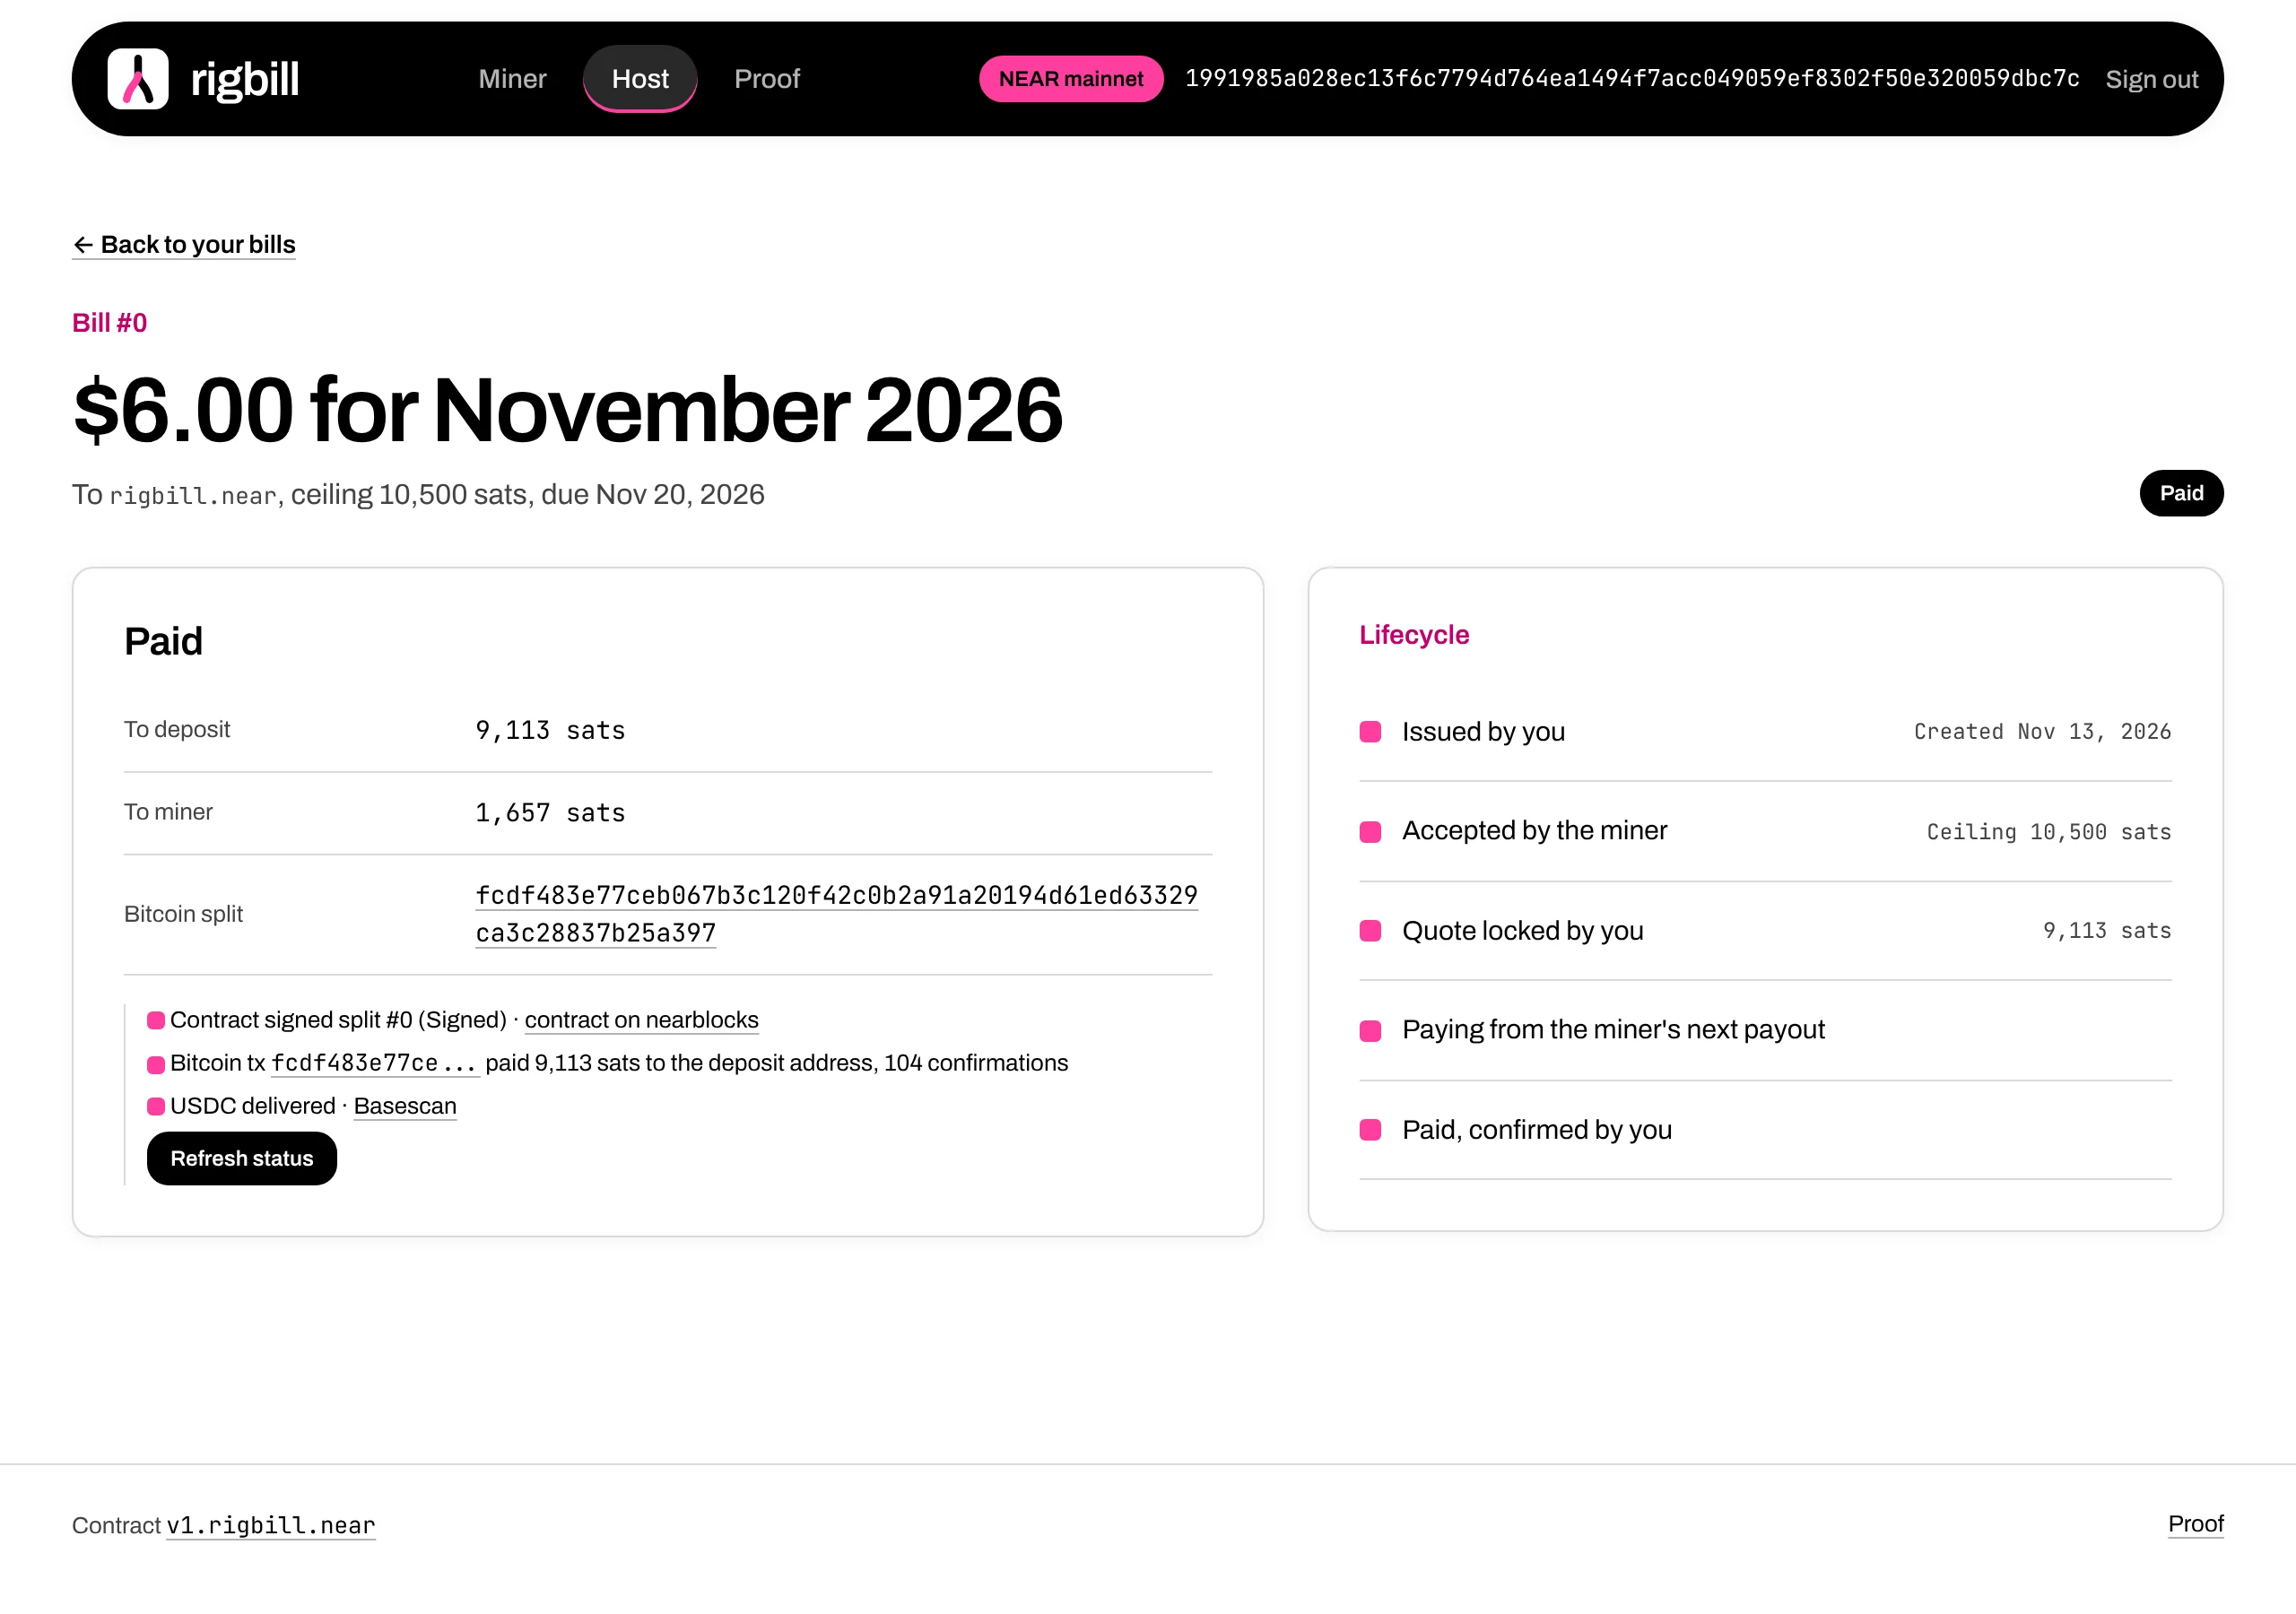 rigbill
Miner Host Proof
NEAR mainnet 1991985a028ec13f6c7794d764ea1494f7acc049059ef8302f50e320059dbc7c Sign out
← Back to your bills
Bill #0
$6.00 for November 2026
To rigbill.near, ceiling 10,500 sats, due Nov 20, 2026
Paid
Paid
To deposit 9,113 sats
To miner 1,657 sats
Bitcoin split fcdf483e77ceb067b3c120f42c0b2a91a20194d61ed63329
ca3c28837b25a397
Contract signed split #0 (Signed) · contract on nearblocks
Bitcoin tx fcdf483e77ce... paid 9,113 sats to the deposit address, 104 confirmations
USDC delivered · Basescan
Refresh status
Lifecycle
Issued by you Created Nov 13, 2026
Accepted by the miner Ceiling 10,500 sats
Quote locked by you 9,113 sats
Paying from the miner's next payout
Paid, confirmed by you
Contract v1.rigbill.near
Proof